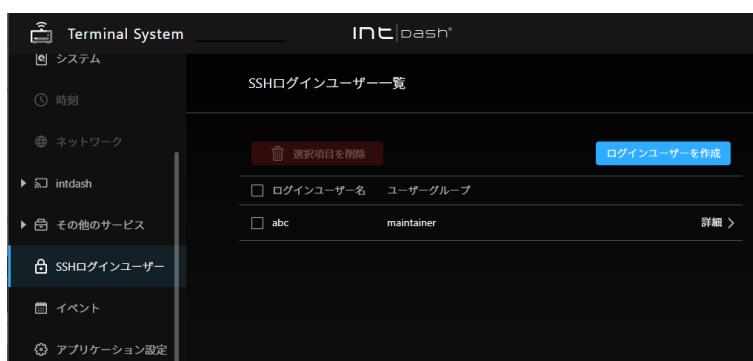 Terminal System
intdash®
システム
SSHログインユーザー一覧
時刻
ネットワーク
選択項目を削除
ログインユーザーを作成
intdash
ログインユーザー名 ユーザーグループ
その他のサービス
abc maintainer 詳細
SSHログインユーザー
イベント
アプリケーション設定